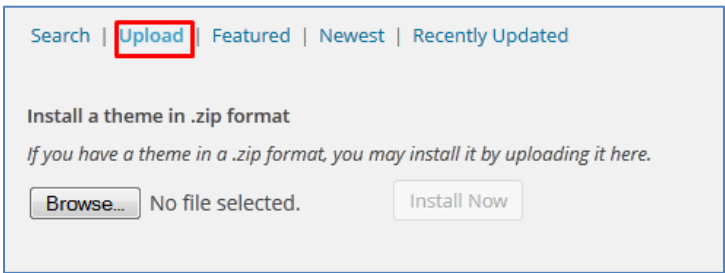 Search | Upload | Featured | Newest | Recently Updated
Install a theme in .zip format
If you have a theme in a .zip format, you may install it by uploading it here.
Browse... No file selected. Install Now